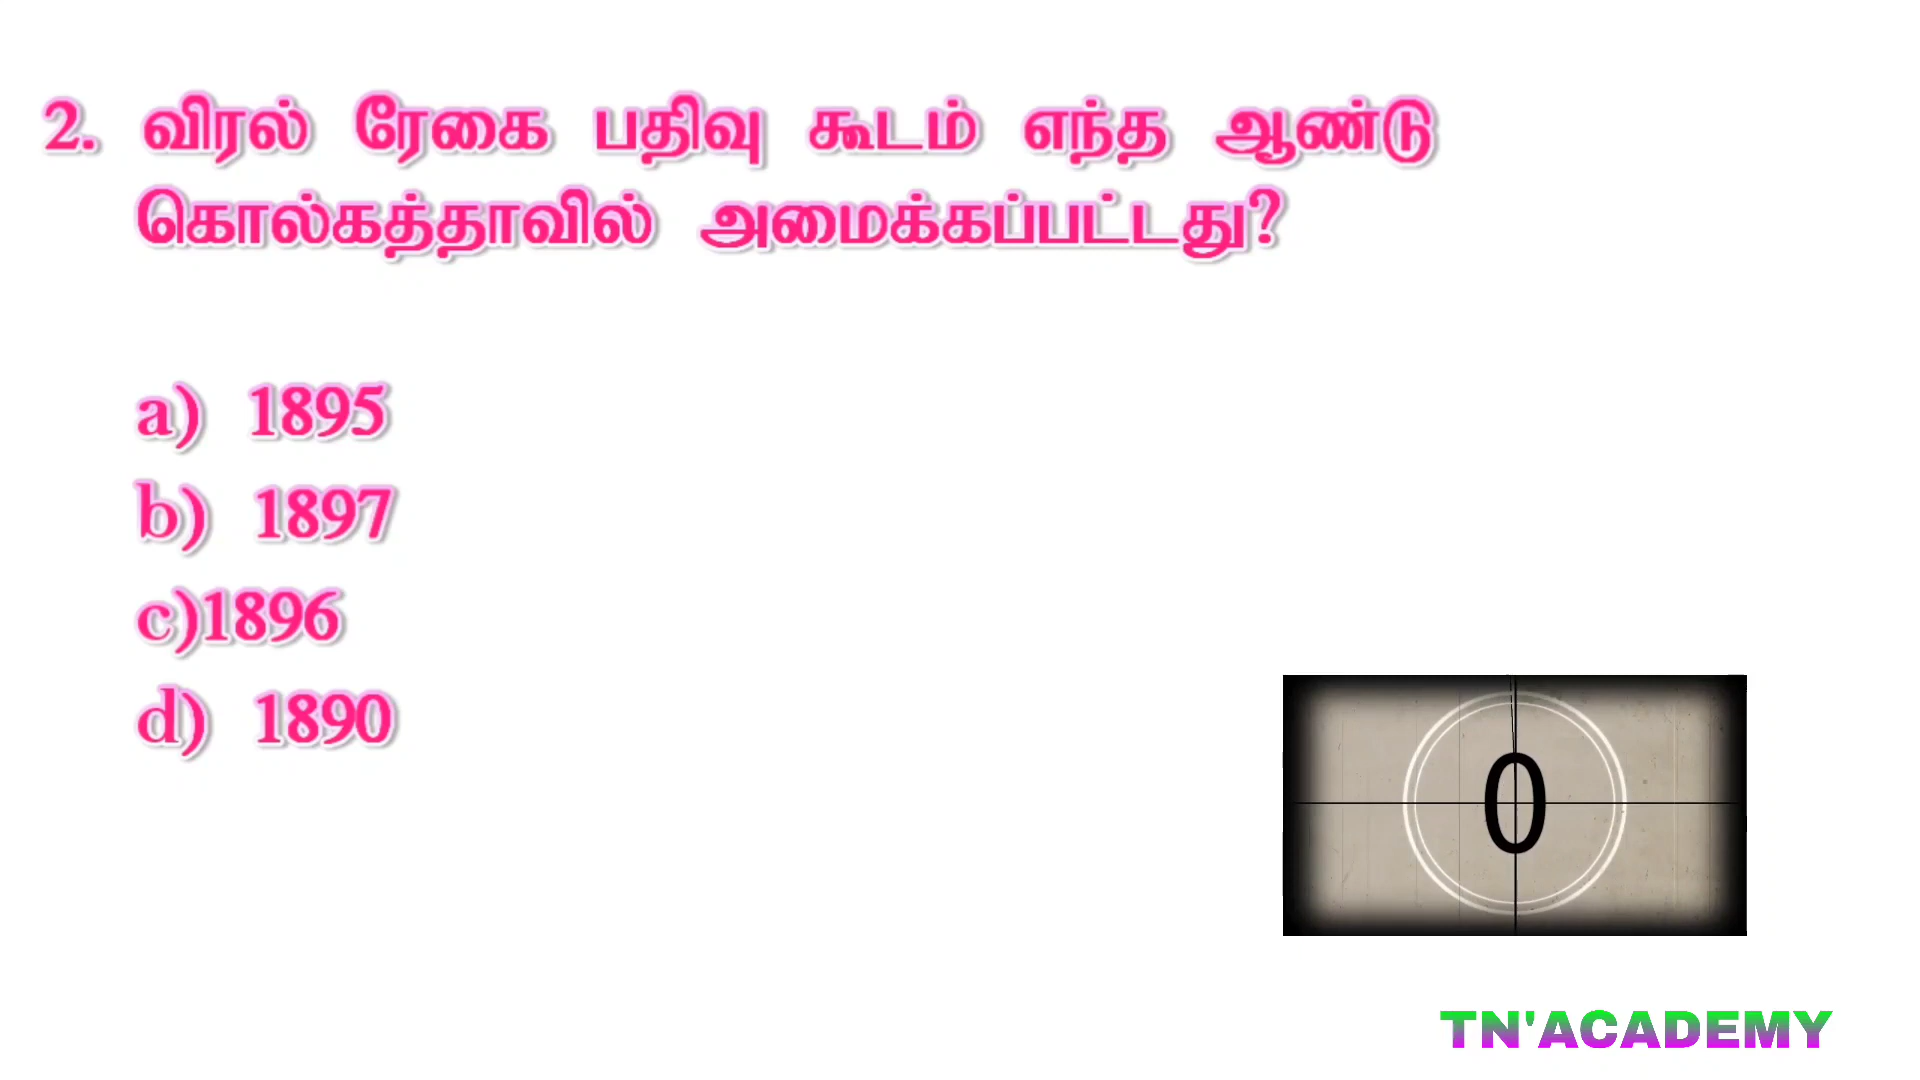 2. விரல் ரேகை பதிவு கூடம் எந்த ஆண்டு
கொல்கத்தாவில் அமைக்கப்பட்டது?
a) 1895
b) 1897
c)1896
d) 1890
0
TN'ACADEMY